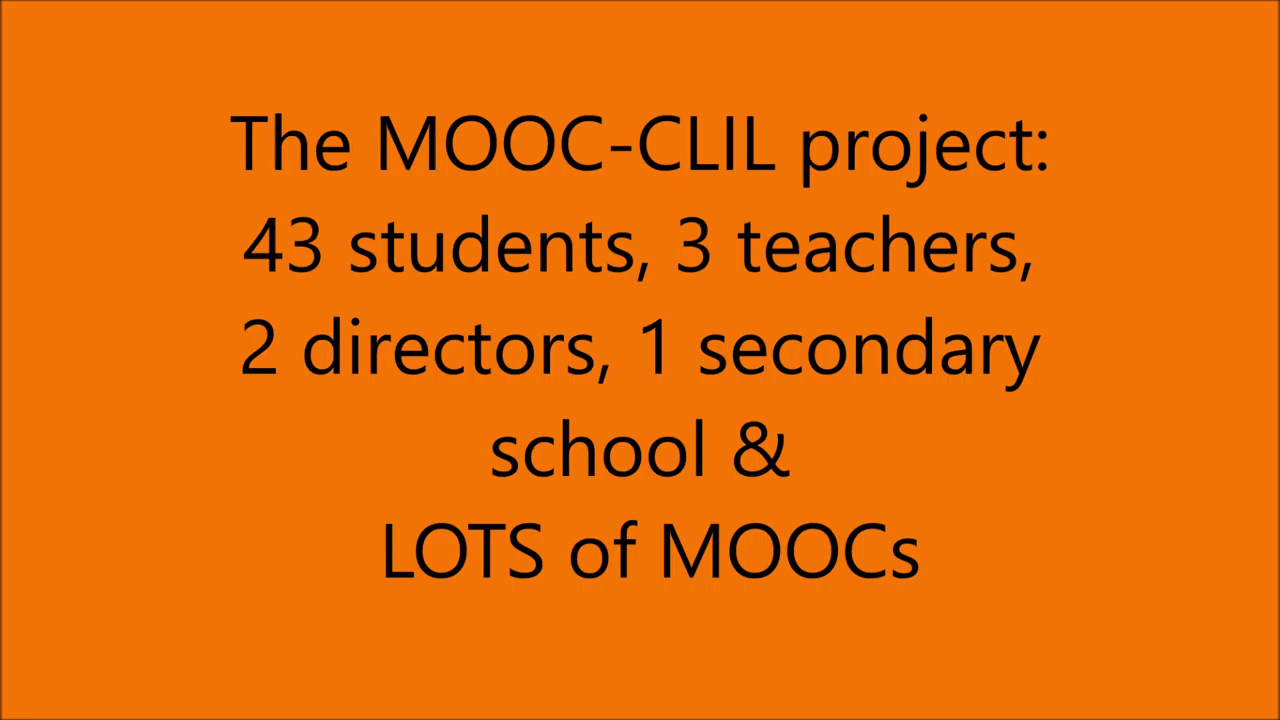 The MOOC-CLIL project:
43 students, 3 teachers,
2 directors, 1 secondary
school &
LOTS of MOOCs